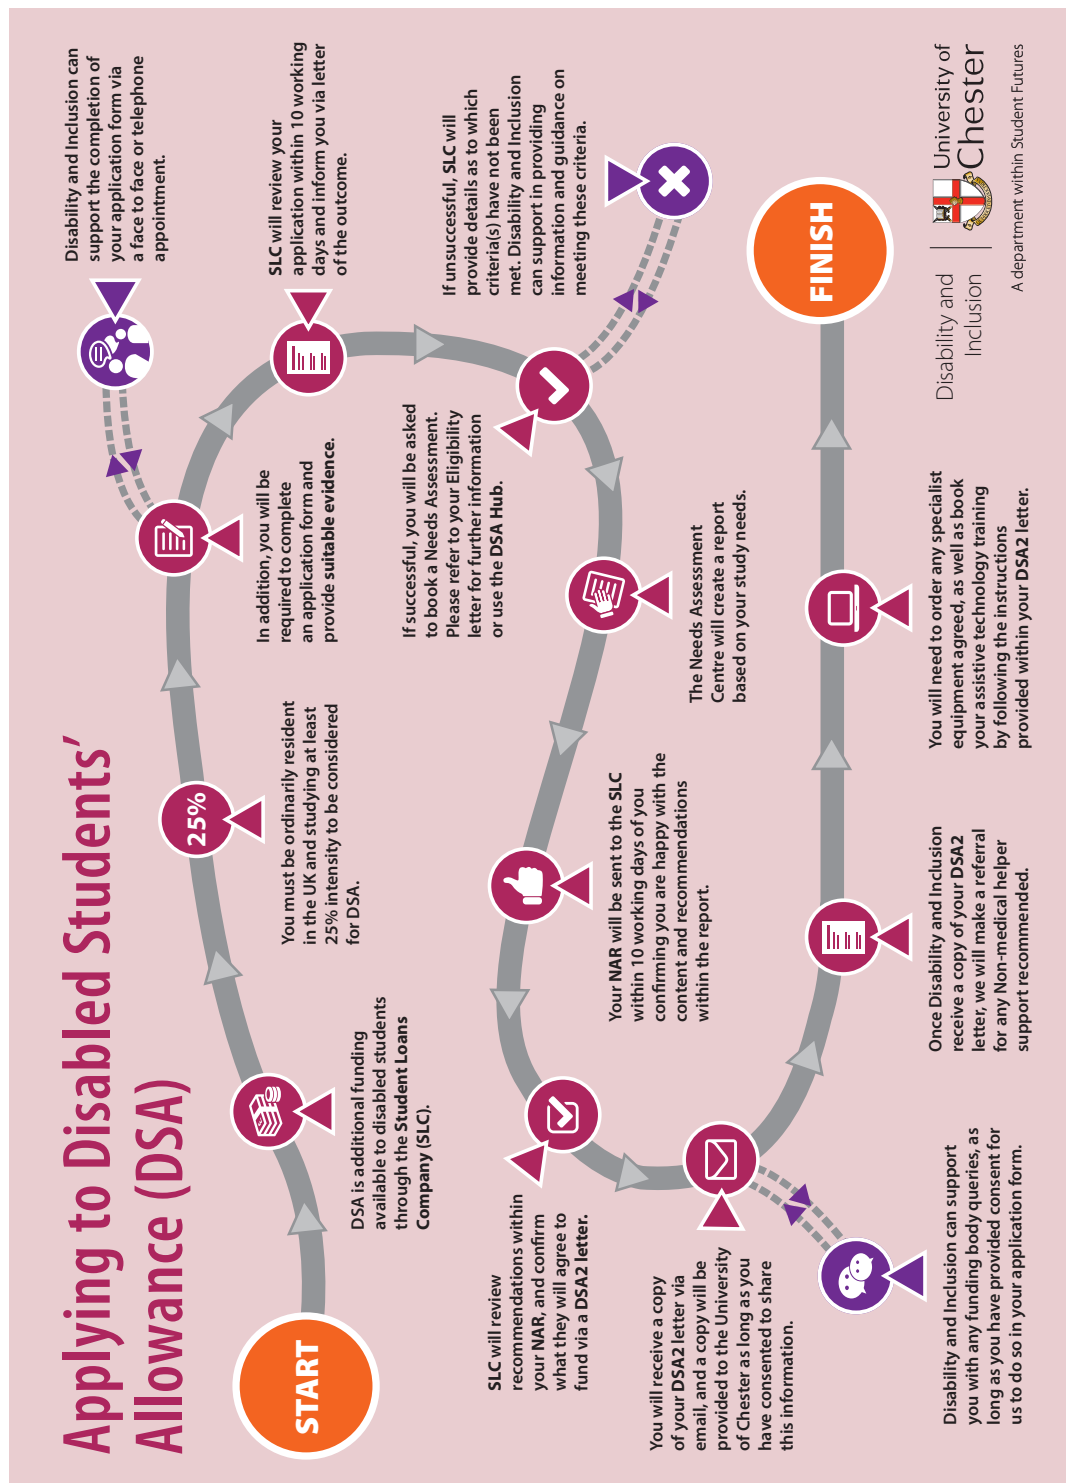 Applying to Disabled Students’
Allowance (DSA)
START
DSA is additional funding
available to disabled students
through the Student Loans
Company (SLC).
25%
You must be ordinarily resident
in the UK and studying at least
25% intensity to be considered
for DSA.
In addition, you will be
required to complete
an application form and
provide suitable evidence.
Disability and Inclusion can
support the completion of
your application form via
a face to face or telephone
appointment.
SLC will review your
application within 10 working
days and inform you via letter
of the outcome.
If successful, you will be asked
to book a Needs Assessment.
Please refer to your Eligibility
letter for further information
or use the DSA Hub.
If unsuccessful, SLC will
provide details as to which
criteria(s) have not been
met. Disability and Inclusion
can support in providing
information and guidance on
meeting these criteria.
The Needs Assessment
Centre will create a report
based on your study needs.
Your NAR will be sent to the SLC
within 10 working days of you
confirming you are happy with the
content and recommendations
within the report.
SLC will review
recommendations within
your NAR, and confirm
what they will agree to
fund via a DSA2 letter.
You will receive a copy
of your DSA2 letter via
email, and a copy will be
provided to the University
of Chester as long as you
have consented to share
this information.
Disability and Inclusion can support
you with any funding body queries, as
long as you have provided consent for
us to do so in your application form.
Once Disability and Inclusion
receive a copy of your DSA2
letter, we will make a referral
for any Non-medical helper
support recommended.
You will need to order any specialist
equipment agreed, as well as book
your assistive technology training
by following the instructions
provided within your DSA2 letter.
FINISH
Disability and
Inclusion
University of
Chester
A department within Student Futures